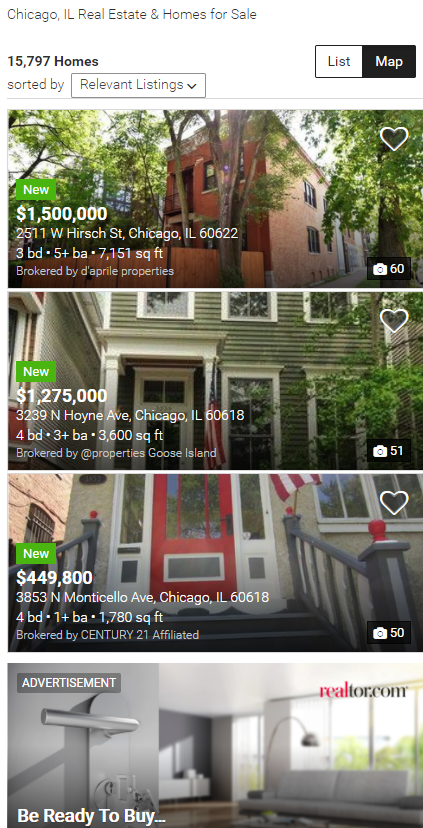 Chicago, IL Real Estate & Homes for Sale
15,797 Homes
List
Map
sorted by Relevant Listings
New
$1,500,000
2511 W Hirsch St, Chicago, IL 60622
3 bd • 5+ ba • 7,151 sq ft
Brokered by d'aprile properties
60
New
$1,275,000
3239 N Hoyne Ave, Chicago, IL 60618
4 bd • 3+ ba • 3,600 sq ft
Brokered by @properties Goose Island
51
New
$449,800
3853 N Monticello Ave, Chicago, IL 60618
4 bd • 1+ ba • 1,780 sq ft
Brokered by CENTURY 21 Affiliated
50
ADVERTISEMENT
realtor.com
Be Ready To Buy...